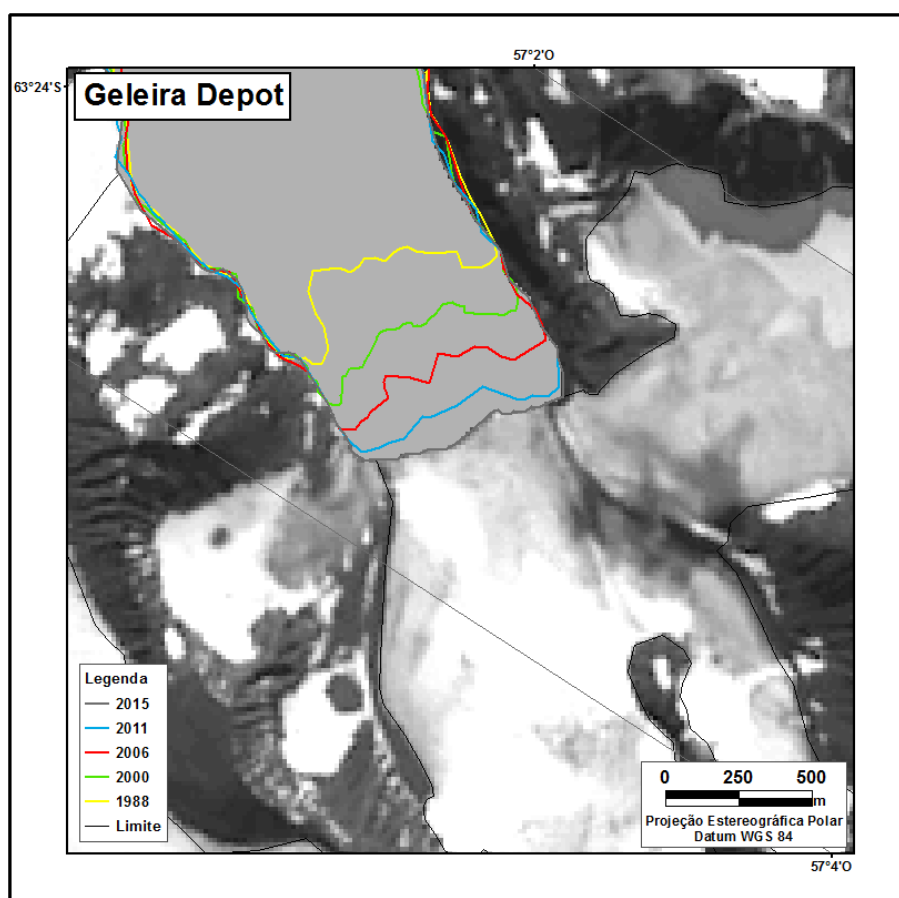 57°2'O
63°24'S
Geleira Depot
Legenda
2015
2011
2006
2000
1988
Limite
0 250 500
m
Projeção Estereográfica Polar
Datum WGS 84
57°4'O